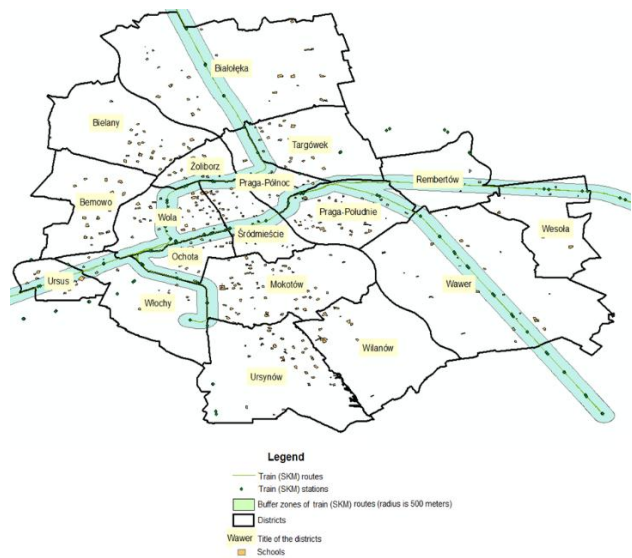 Białołęka
Bielany
Targówek
Żoliborz
Bemowo
Praga-Północ
Rembertów
Wola
Praga-Południe
Śródmieście
Wesoła
Ochota
Ursus
Mokotów
Włochy
Wawer
Wilanów
Ursynów
Legend
Train (SKM) routes
Train (SKM) stations
Buffer zones of train (SKM) routes (radius is 500 meters)
Districts
Wawer Title of the districts
Schools